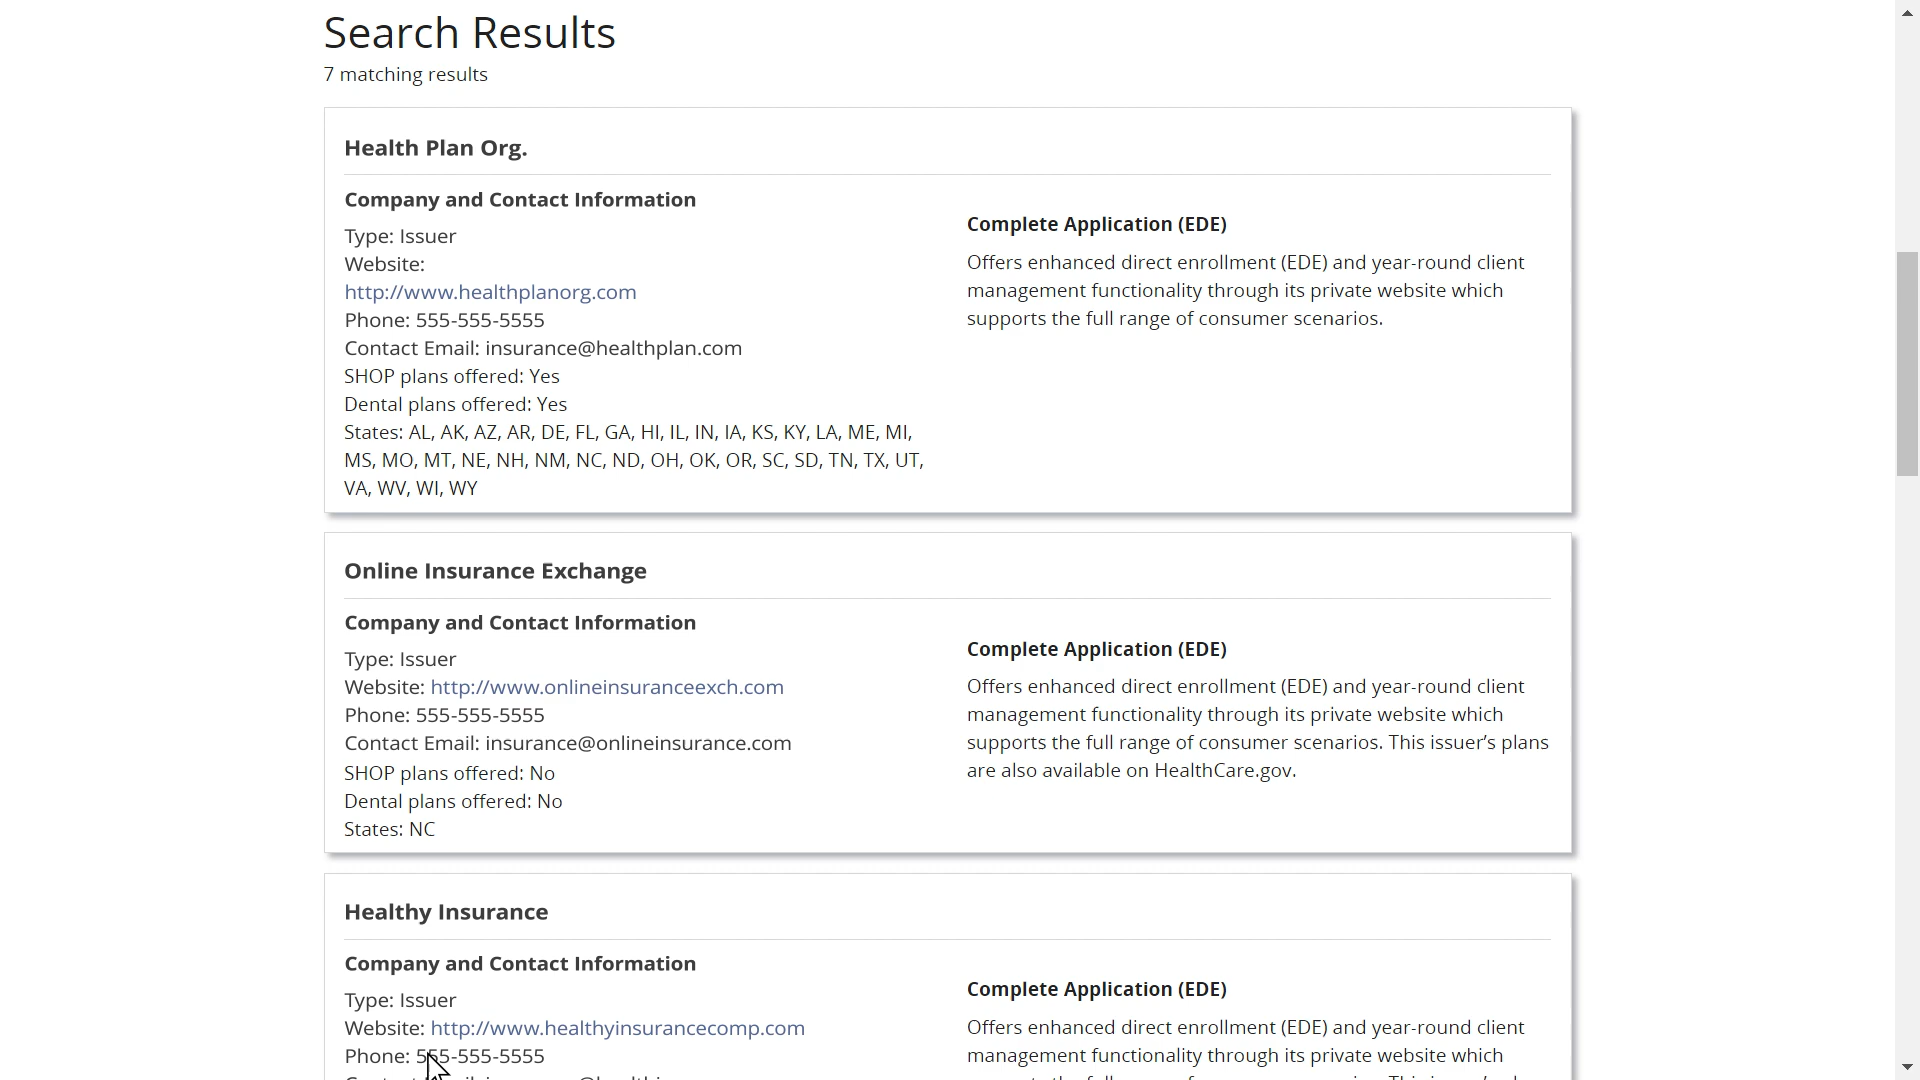 Search Results
7 matching results
Health Plan Org.
Company and Contact Information
Type: Issuer
Website:
http://www.healthplanorg.com
Phone: 555-555-5555
Contact Email: insurance@healthplan.com
SHOP plans offered: Yes
Dental plans offered: Yes
States: AL, AK, AZ, AR, DE, FL, GA, HI, IL, IN, IA, KS, KY, LA, ME, MI,
MS, MO, MT, NE, NH, NM, NC, ND, OH, OK, OR, SC, SD, TN, TX, UT,
VA, WV, WI, WY
Complete Application (EDE)
Offers enhanced direct enrollment (EDE) and year-round client
management functionality through its private website which
supports the full range of consumer scenarios.
Online Insurance Exchange
Company and Contact Information
Type: Issuer
Website: http://www.onlineinsuranceexch.com
Phone: 555-555-5555
Contact Email: insurance@onlineinsurance.com
SHOP plans offered: No
Dental plans offered: No
States: NC
Complete Application (EDE)
Offers enhanced direct enrollment (EDE) and year-round client
management functionality through its private website which
supports the full range of consumer scenarios. This issuer’s plans
are also available on HealthCare.gov.
Healthy Insurance
Company and Contact Information
Type: Issuer
Website: http://www.healthyinsurancecomp.com
Phone: 555-555-5555
Complete Application (EDE)
Offers enhanced direct enrollment (EDE) and year-round client
management functionality through its private website which